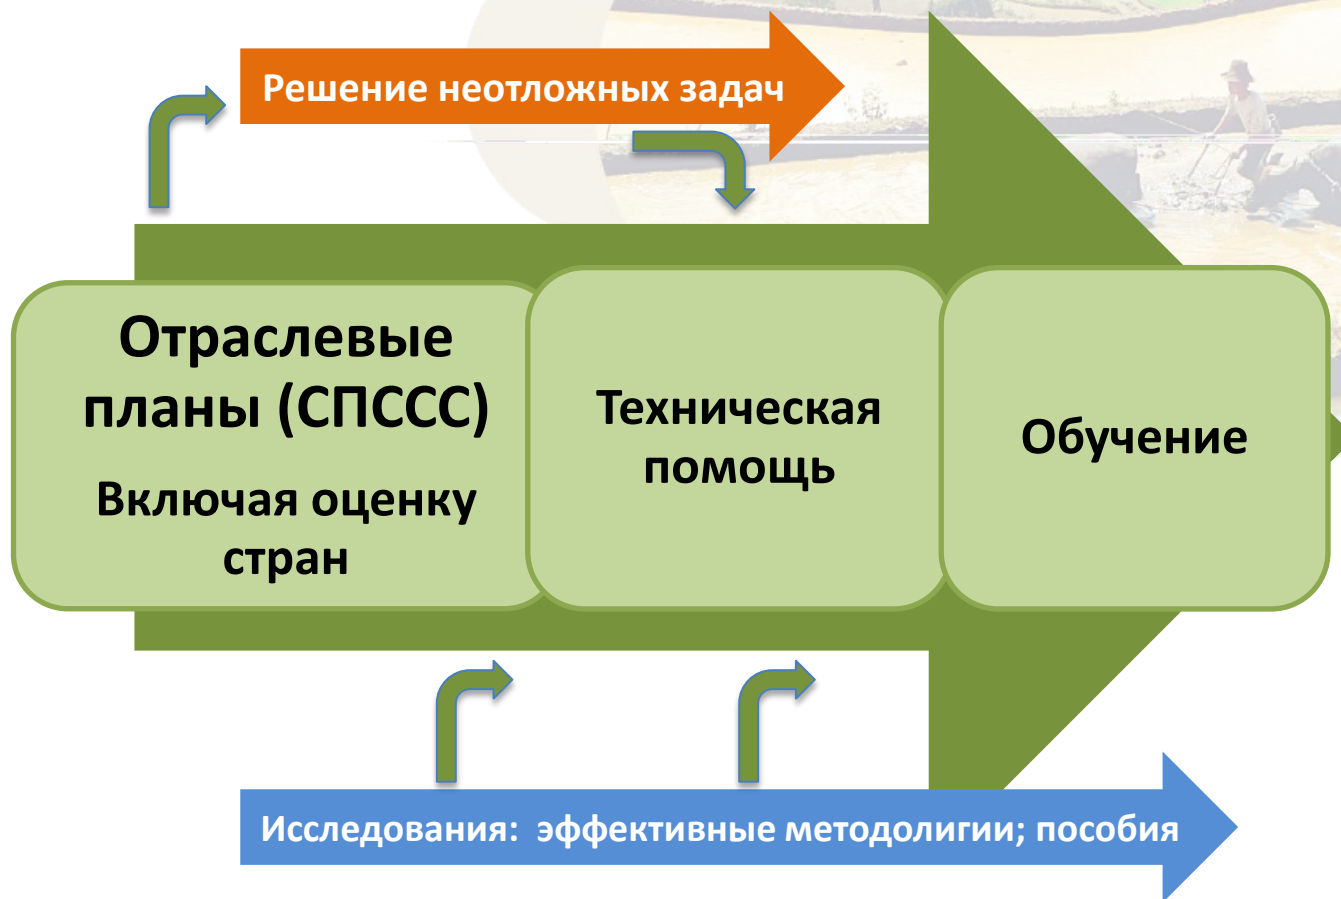 Решение неотложных задач
Отраслевые
планы (СПССС)
Включая оценку
стран
Техническая
помощь
Обучение
Исследования:  эффективные методолигии; пособия